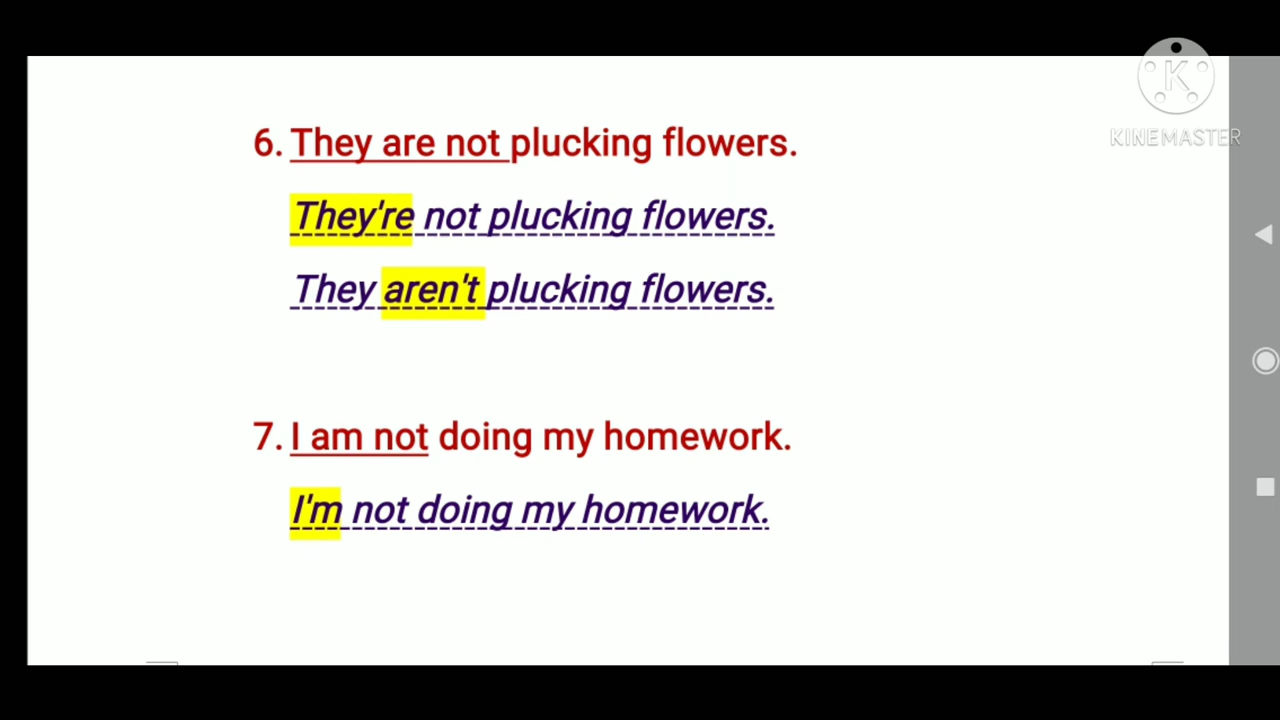 6. They are not plucking flowers.
They're not plucking flowers.
They aren't plucking flowers.
7. I am not doing my homework.
I'm not doing my homework.
K
KINEMASTER